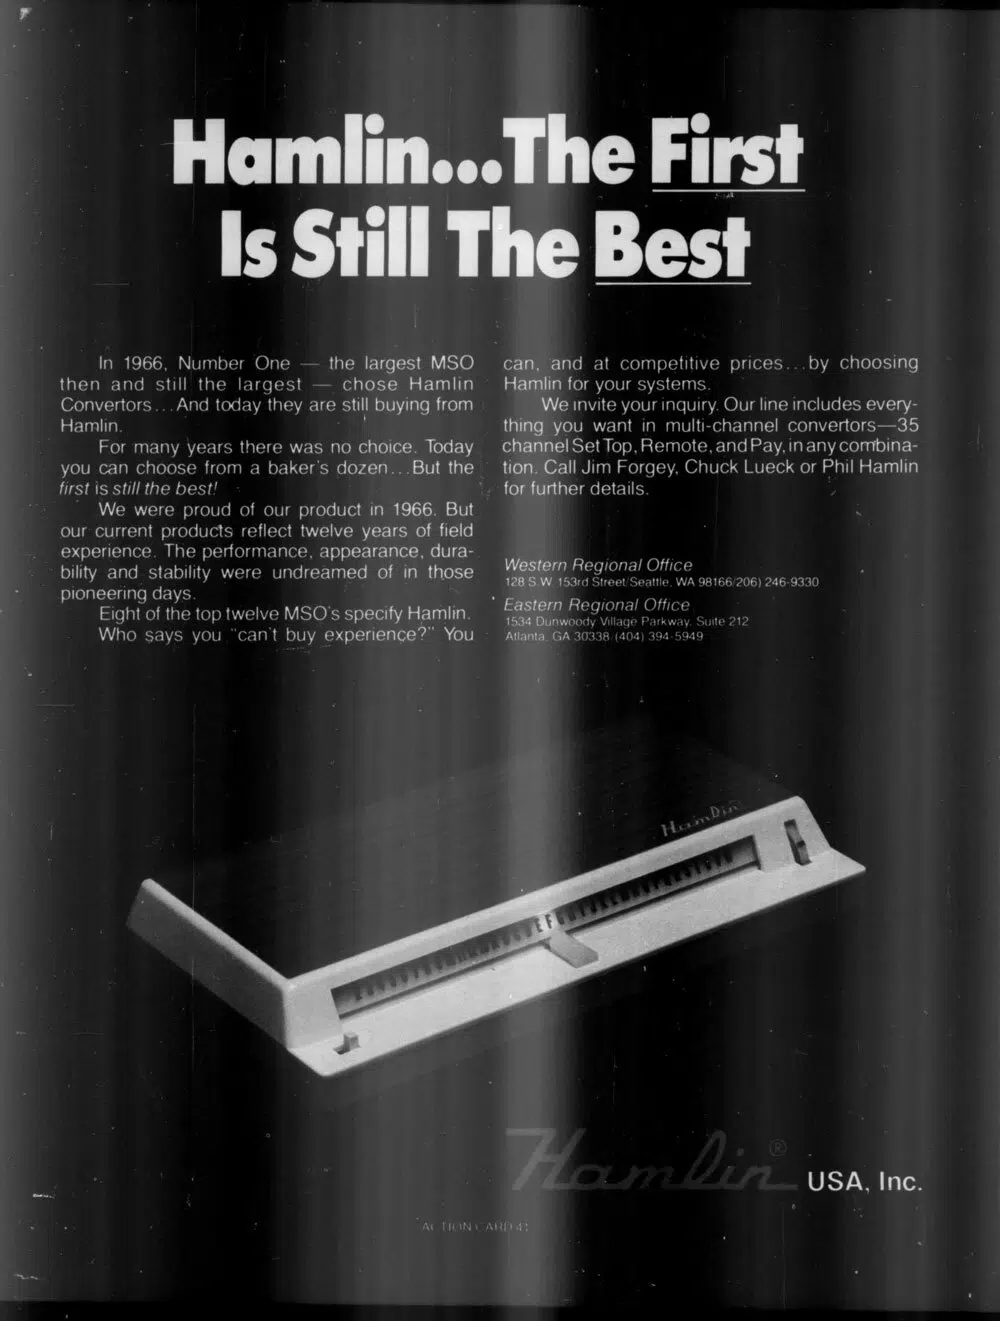 Hamlin...The First
Is Still The Best
In 1966, Number One — the largest MSO
then and still the largest — chose Hamlin
Convertors...And today they are still buying from
Hamlin.
For many years there was no choice. Today
you can choose from a baker's dozen...But the
first is still the best!
We were proud of our product in 1966. But
our current products reflect twelve years of field
experience. The performance, appearance, dura-
bility and stability were undreamed of in those
pioneering days.
Eight of the top twelve MSO's specify Hamlin.
Who says you "can't buy experience?" You
can, and at competitive prices...by choosing
Hamlin for your systems.
We invite your inquiry. Our line includes every-
thing you want in multi-channel convertors—35
channel Set Top, Remote, and Pay, in any combina-
tion. Call Jim Forgey, Chuck Lueck or Phil Hamlin
for further details.
Western Regional Office
128 S.W. 153rd Street/Seattle, WA 98166/206) 246-9330
Eastern Regional Office
1534 Dunwoody Village Parkway, Suite 212
Atlanta, GA 30338 (404) 394-5949
Hamlin
Hamlin® USA, Inc.
ACTION CARD 41